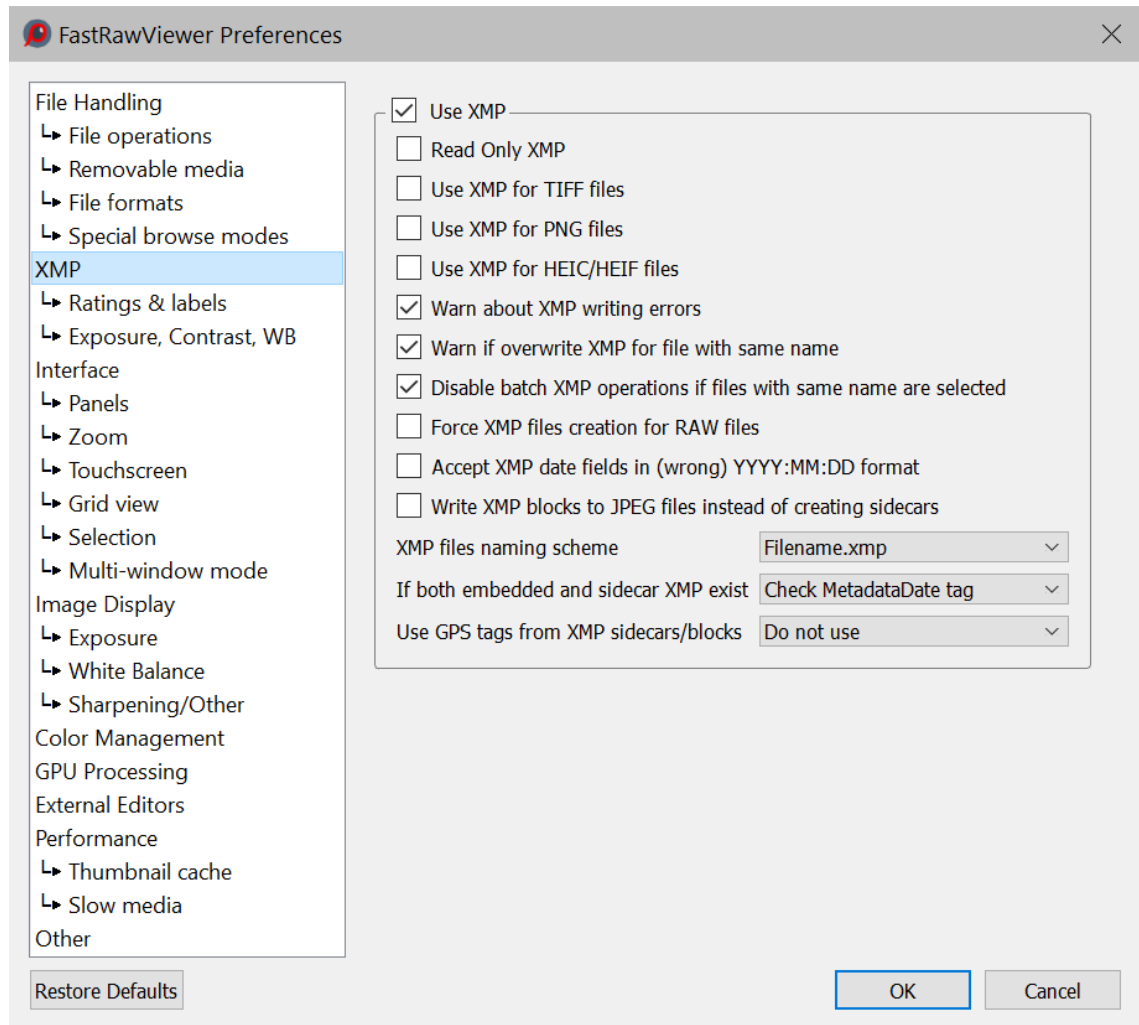 FastRawViewer Preferences
File Handling
File operations
Removable media
File formats
Special browse modes
XMP
Ratings & labels
Exposure, Contrast, WB
Interface
Panels
Zoom
Touchscreen
Grid view
Selection
Multi-window mode
Image Display
Exposure
White Balance
Sharpening/Other
Color Management
GPU Processing
External Editors
Performance
Thumbnail cache
Slow media
Other
Use XMP
Read Only XMP
Use XMP for TIFF files
Use XMP for PNG files
Use XMP for HEIC/HEIF files
Warn about XMP writing errors
Warn if overwrite XMP for file with same name
Disable batch XMP operations if files with same name are selected
Force XMP files creation for RAW files
Accept XMP date fields in (wrong) YYYY:MM:DD format
Write XMP blocks to JPEG files instead of creating sidecars
XMP files naming scheme Filename.xmp
If both embedded and sidecar XMP exist Check MetadataDate tag
Use GPS tags from XMP sidecars/blocks Do not use
Restore Defaults OK Cancel